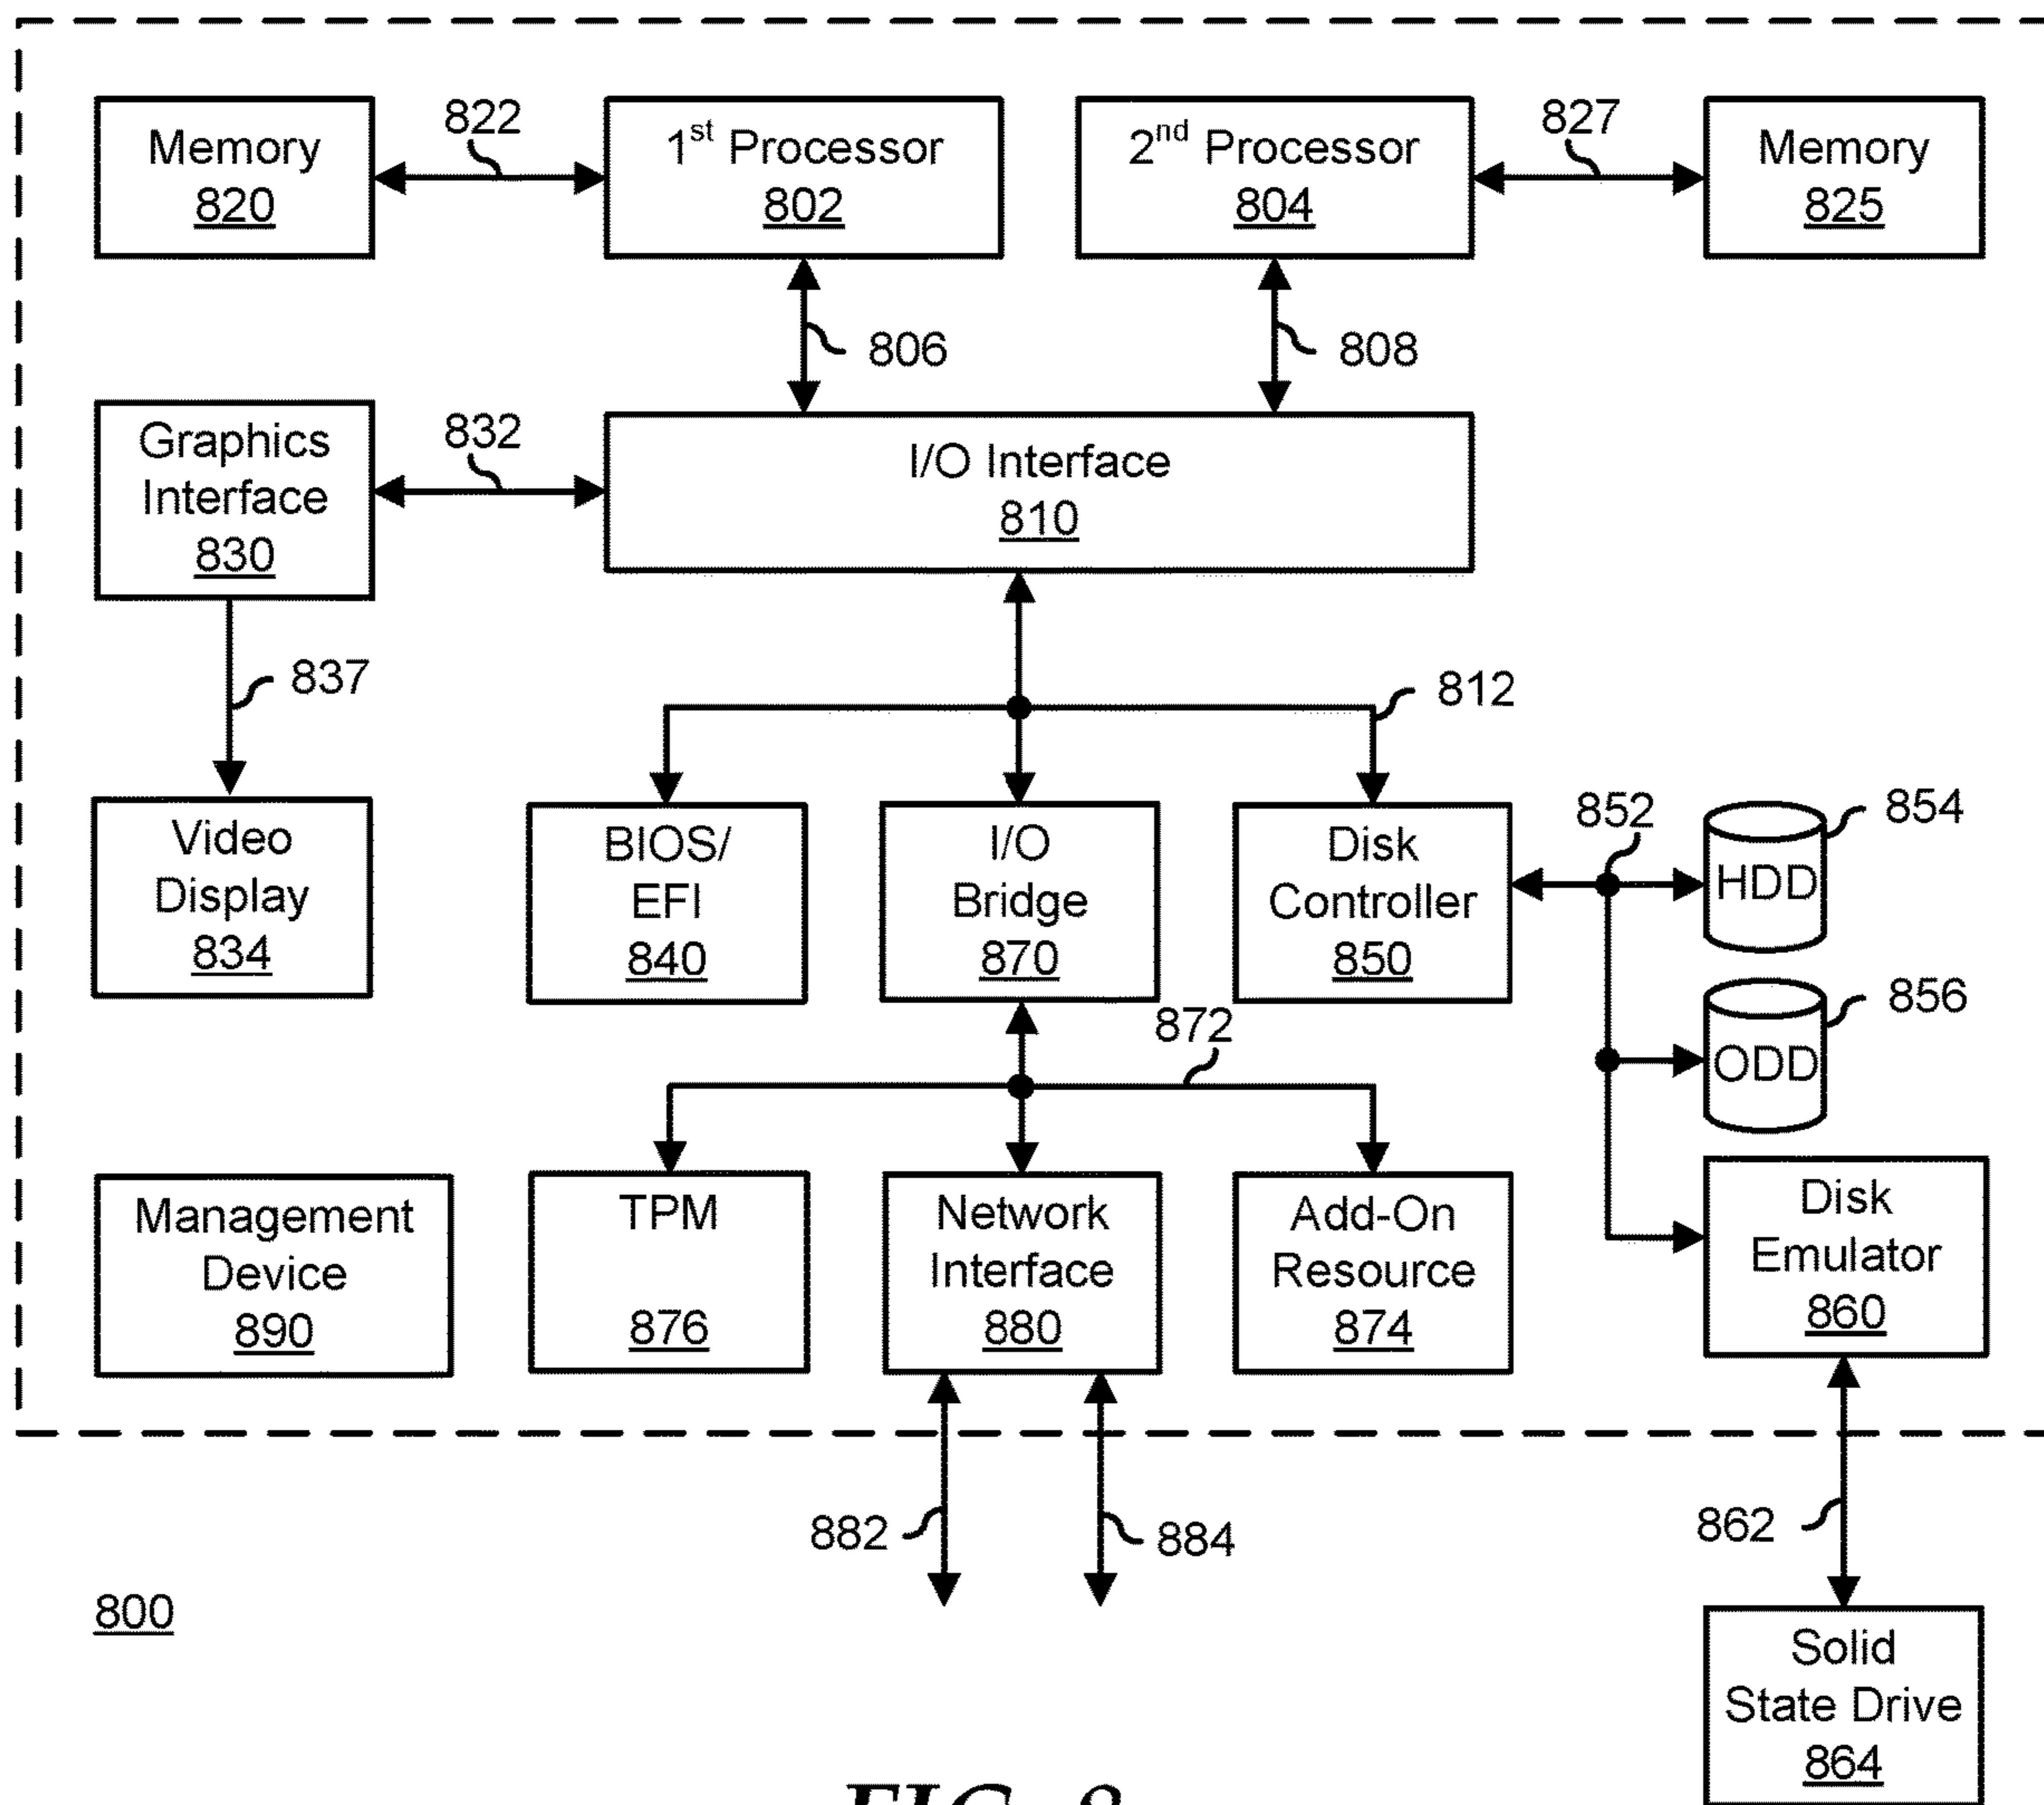 Memory
820
822
1st Processor
802
2nd Processor
804
827
Memory
825
806
808
Graphics
Interface
830
832
I/O Interface
810
837
812
Video
Display
834
BIOS/
EFI
840
I/O
Bridge
870
Disk
Controller
850
852
HDD
854
ODD
856
872
Management
Device
890
TPM
876
Network
Interface
880
Add-On
Resource
874
Disk
Emulator
860
882
884
862
800
Solid
State Drive
864
FIG. 8